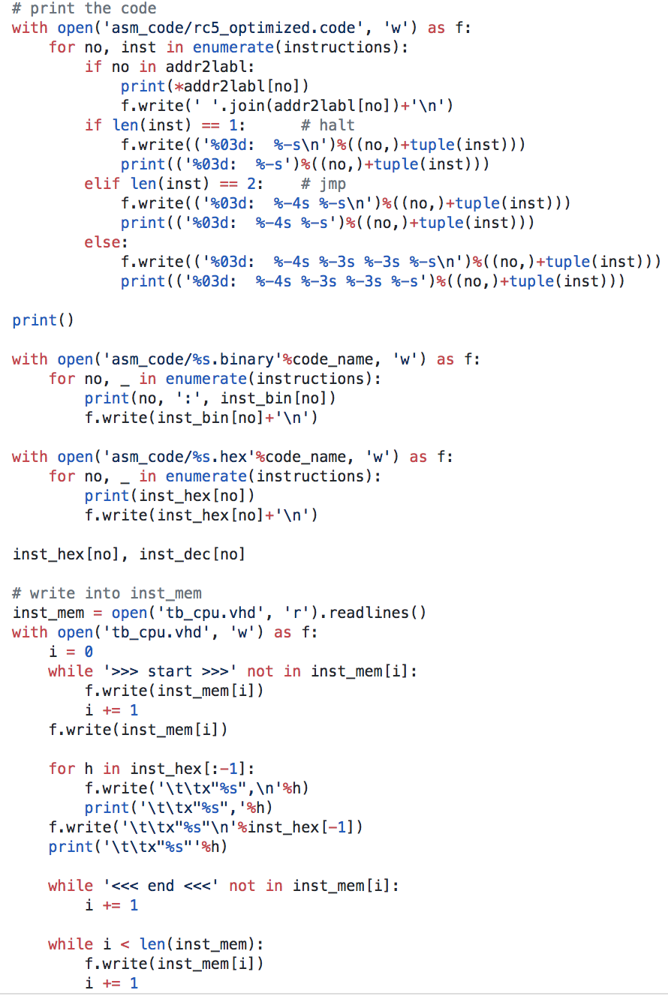 # print the code
with open('asm_code/rc5_optimized.code', 'w') as f:
    for no, inst in enumerate(instructions):
        if no in addr2labl:
            print(*addr2labl[no])
            f.write(' '.join(addr2labl[no])+'\n')
        if len(inst) == 1:      # halt
            f.write(('%03d:  %-s\n')%((no,)+tuple(inst)))
            print(('%03d:  %-s')%((no,)+tuple(inst)))
        elif len(inst) == 2:    # jmp
            f.write(('%03d:  %-4s %-s\n')%((no,)+tuple(inst)))
            print(('%03d:  %-4s %-s')%((no,)+tuple(inst)))
        else:
            f.write(('%03d:  %-4s %-3s %-3s %-s\n')%((no,)+tuple(inst)))
            print(('%03d:  %-4s %-3s %-3s %-s')%((no,)+tuple(inst)))

print()

with open('asm_code/%s.binary'%code_name, 'w') as f:
    for no, _ in enumerate(instructions):
        print(no, ':', inst_bin[no])
        f.write(inst_bin[no]+'\n')

with open('asm_code/%s.hex'%code_name, 'w') as f:
    for no, _ in enumerate(instructions):
        print(inst_hex[no])
        f.write(inst_hex[no]+'\n')

inst_hex[no], inst_dec[no]

# write into inst_mem
inst_mem = open('tb_cpu.vhd', 'r').readlines()
with open('tb_cpu.vhd', 'w') as f:
    i = 0
    while '>>> start >>>' not in inst_mem[i]:
        f.write(inst_mem[i])
        i += 1
    f.write(inst_mem[i])

    for h in inst_hex[:-1]:
        f.write('\t\tx"%s",\n'%h)
        print('\t\tx"%s",'%h)
    f.write('\t\tx"%s"\n'%inst_hex[-1])
    print('\t\tx"%s"'%h)

    while '<<< end <<<' not in inst_mem[i]:
        i += 1

    while i < len(inst_mem):
        f.write(inst_mem[i])
        i += 1